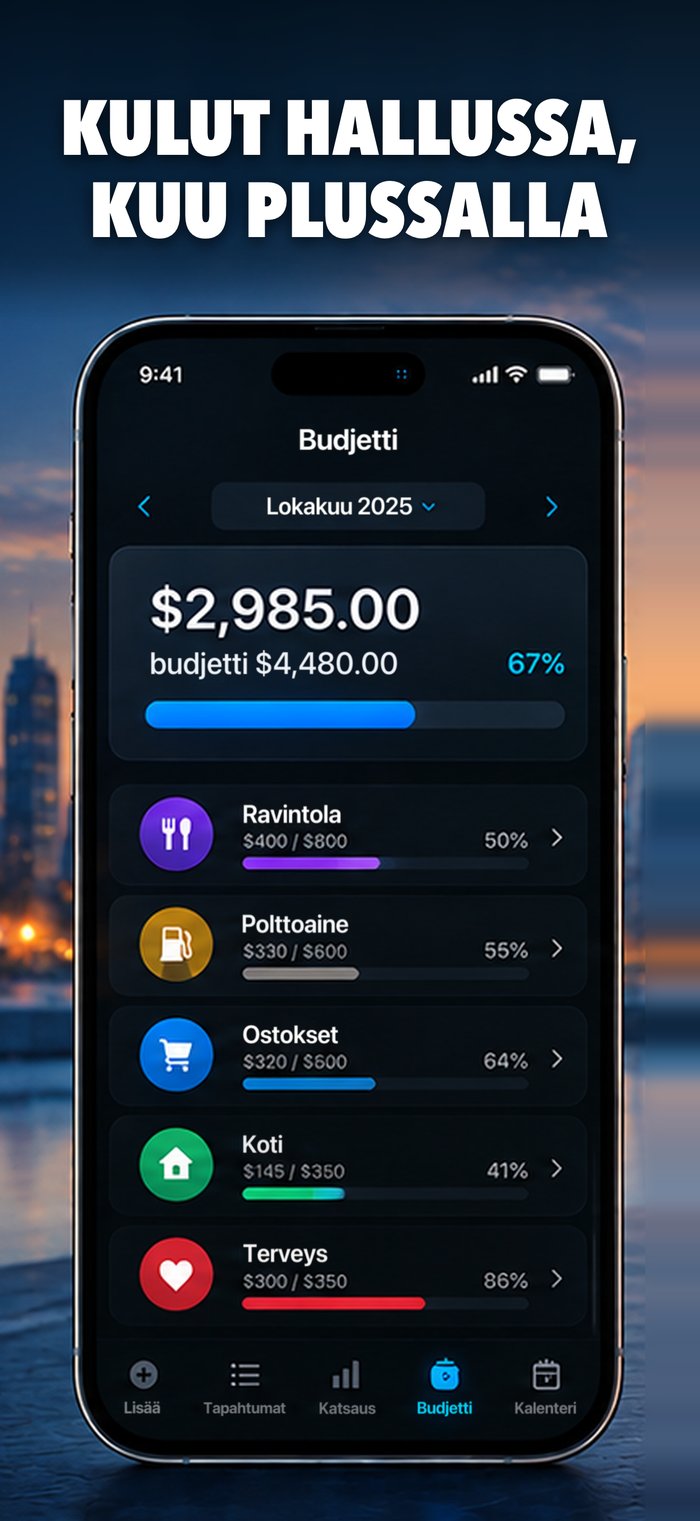 KULUT HALLUSSA,
KUU PLUSSALLA
9:41
Budjetti
Lokakuu 2025
$2,985.00
budjetti $4,480.00
67%
Ravintola
$400 / $800
50%
Polttoaine
$330 / $600
55%
Ostokset
$320 / $600
64%
Koti
$145 / $350
41%
Terveys
$300 / $350
86%
Lisää
Tapahtumat
Katsaus
Budjetti
Kalenteri